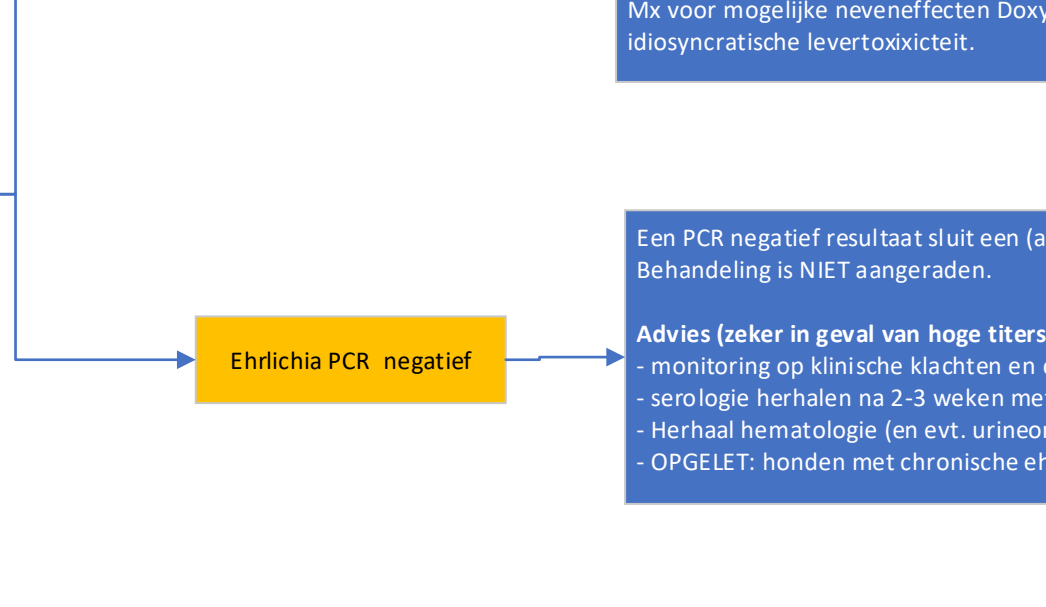 Mx voor mogelijke neveneffecten Doxy
idiosyncratische levertoxixicteit.
Een PCR negatief resultaat sluit een (a
Behandeling is NIET aangeraden.
Advies (zeker in geval van hoge titers
- monitoring op klinische klachten en
- serologie herhalen na 2-3 weken me
- Herhaal hematologie (en evt. urineo
- OPGELET: honden met chronische eh
Ehrlichia PCR negatief